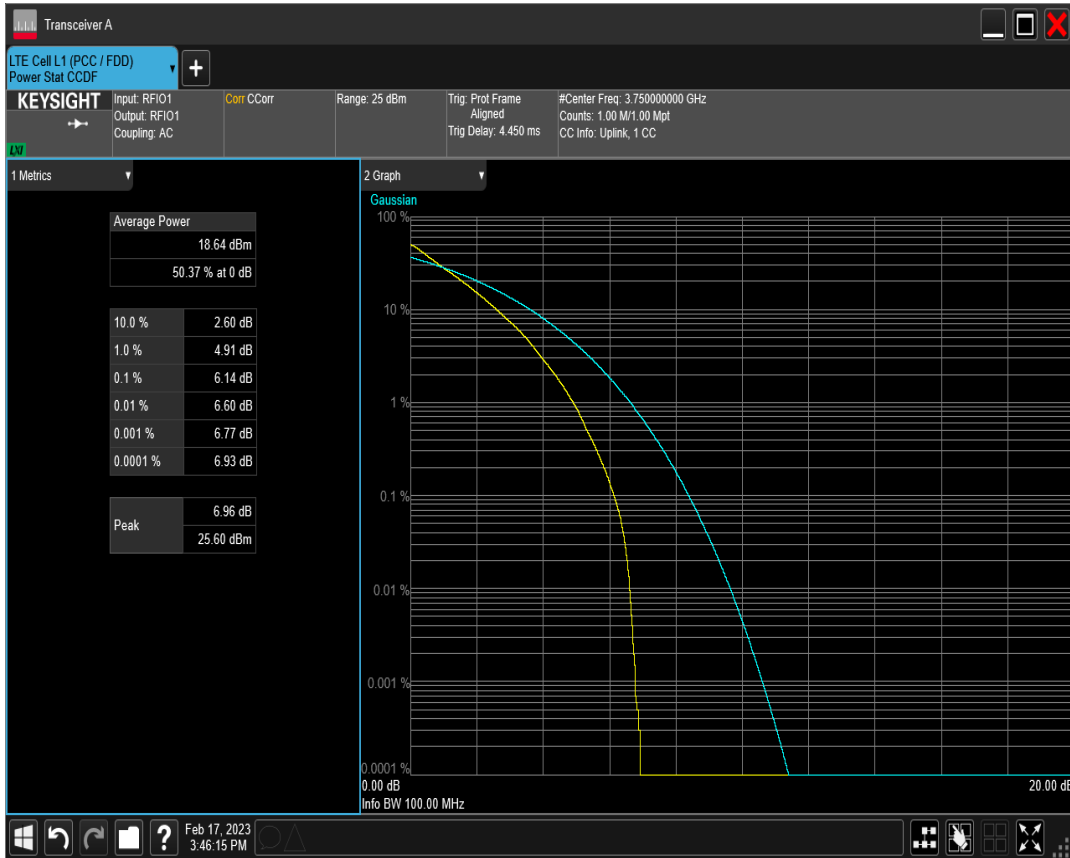 Transceiver A
LTE Cell L1 (PCC / FDD)
Power Stat CCDF
KEYSIGHT
LXI
Input: RFIO1
Output: RFIO1
Coupling: AC
Corr CCorr
Range: 25 dBm
Trig: Prot Frame
Aligned
Trig Delay: 4.450 ms
#Center Freq: 3.750000000 GHz
Counts: 1.00 M/1.00 Mpt
CC Info: Uplink, 1 CC
1 Metrics
Average Power
18.64 dBm
50.37 % at 0 dB
10.0 % 2.60 dB
1.0 % 4.91 dB
0.1 % 6.14 dB
0.01 % 6.60 dB
0.001 % 6.77 dB
0.0001 % 6.93 dB
Peak 6.96 dB
25.60 dBm
2 Graph
Gaussian
100 %
10 %
1 %
0.1 %
0.01 %
0.001 %
0.0001 %
0.00 dB 20.00 dB
Info BW 100.00 MHz
? Feb 17, 2023
3:46:15 PM